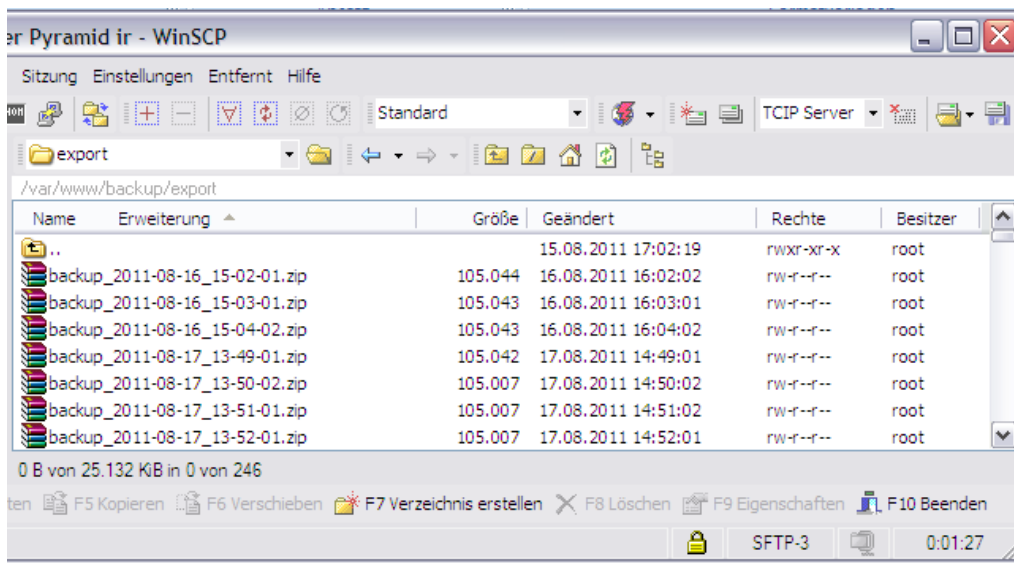 er Pyramid ir - WinSCP
Sitzung Einstellungen Entfernt Hilfe
Standard TCIP Server
export
/var/www/backup/export
Name Erweiterung Größe Geändert Rechte Besitzer
.. 15.08.2011 17:02:19 rwxr-xr-x root
backup_2011-08-16_15-02-01.zip 105.044 16.08.2011 16:02:02 rw-r--r-- root
backup_2011-08-16_15-03-01.zip 105.043 16.08.2011 16:03:01 rw-r--r-- root
backup_2011-08-16_15-04-02.zip 105.043 16.08.2011 16:04:02 rw-r--r-- root
backup_2011-08-17_13-49-01.zip 105.042 17.08.2011 14:49:01 rw-r--r-- root
backup_2011-08-17_13-50-02.zip 105.007 17.08.2011 14:50:02 rw-r--r-- root
backup_2011-08-17_13-51-01.zip 105.007 17.08.2011 14:51:02 rw-r--r-- root
backup_2011-08-17_13-52-01.zip 105.007 17.08.2011 14:52:01 rw-r--r-- root
0 B von 25.132 KiB in 0 von 246
ten F5 Kopieren F6 Verschieben F7 Verzeichnis erstellen F8 Löschen F9 Eigenschaften F10 Beenden
SFTP-3 0:01:27